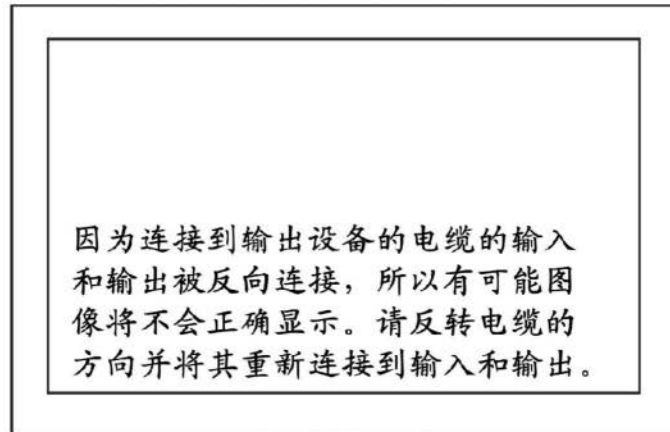 因为连接到输出设备的电缆的输入
和输出被反向连接，所以有可能图
像将不会正确显示。请反转电缆的
方向并将其重新连接到输入和输出。